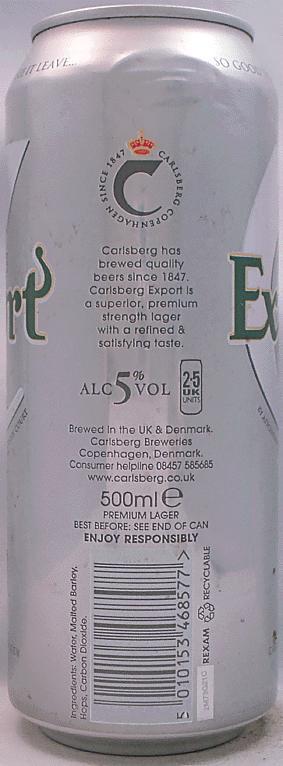 IT LEAVE...
SO GOOD
CARLSBERG COPENHAGEN SINCE 1847
C
rt
Ex
Carlsberg has
brewed quality
beers since 1847.
Carlsberg Export is
a superior, premium
strength lager
with a refined &
satisfying taste.
ALC 5% VOL
2·5
UK
UNITS
Brewed in the UK & Denmark.
Carlsberg Breweries
Copenhagen, Denmark.
Consumer helpline 08457 585685
www.carlsberg.co.uk
500ml e
PREMIUM LAGER
BEST BEFORE: SEE END OF CAN
ENJOY RESPONSIBLY
Ingredients: Water, Malted Barley,
Hops, Carbon Dioxide.
5 010153 468577 >
REXAM RECYCLABLE
COURT